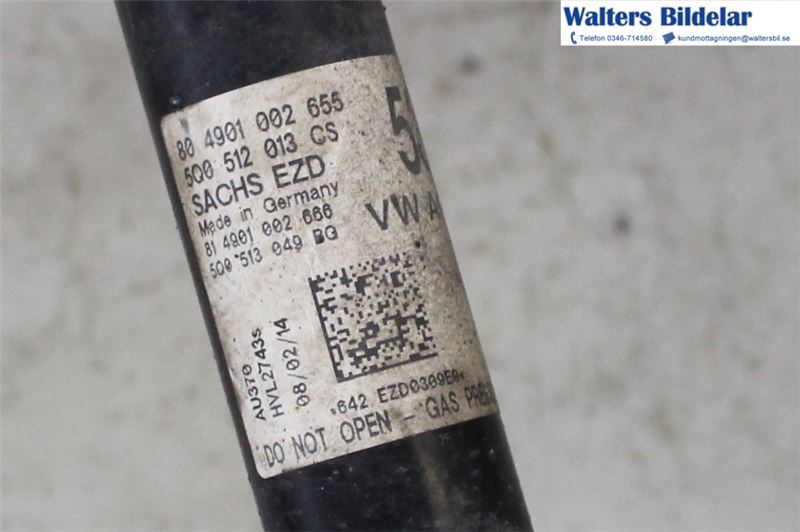 Walters Bildelar
Telefon 0346-714580 kundmottagningen@waltersbil.se
80 4901 002 655
5Q0 512 013 CS
SACHS EZD
Made in Germany
81 4901 002 666
5Q0 513 049 BG
VW
AU370
HVL2743s
08/02/14
*642 EZD0309E0*
DO NOT OPEN - GAS